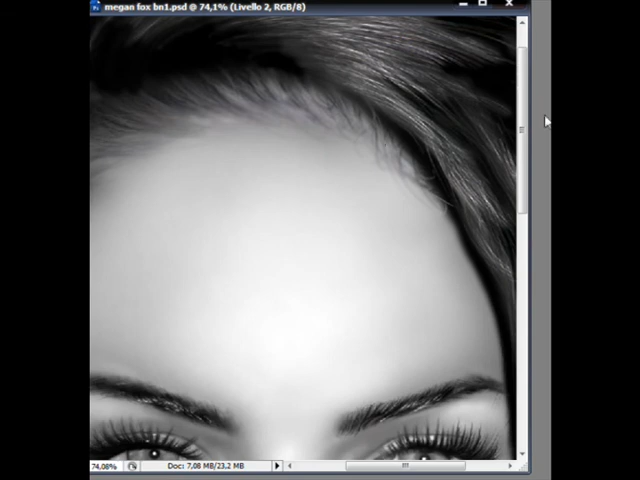 megan fox bn1.psd @ 74,1% (Livello 2, RGB/8)
74,08%
Doc: 7,08 MB/23,2 MB